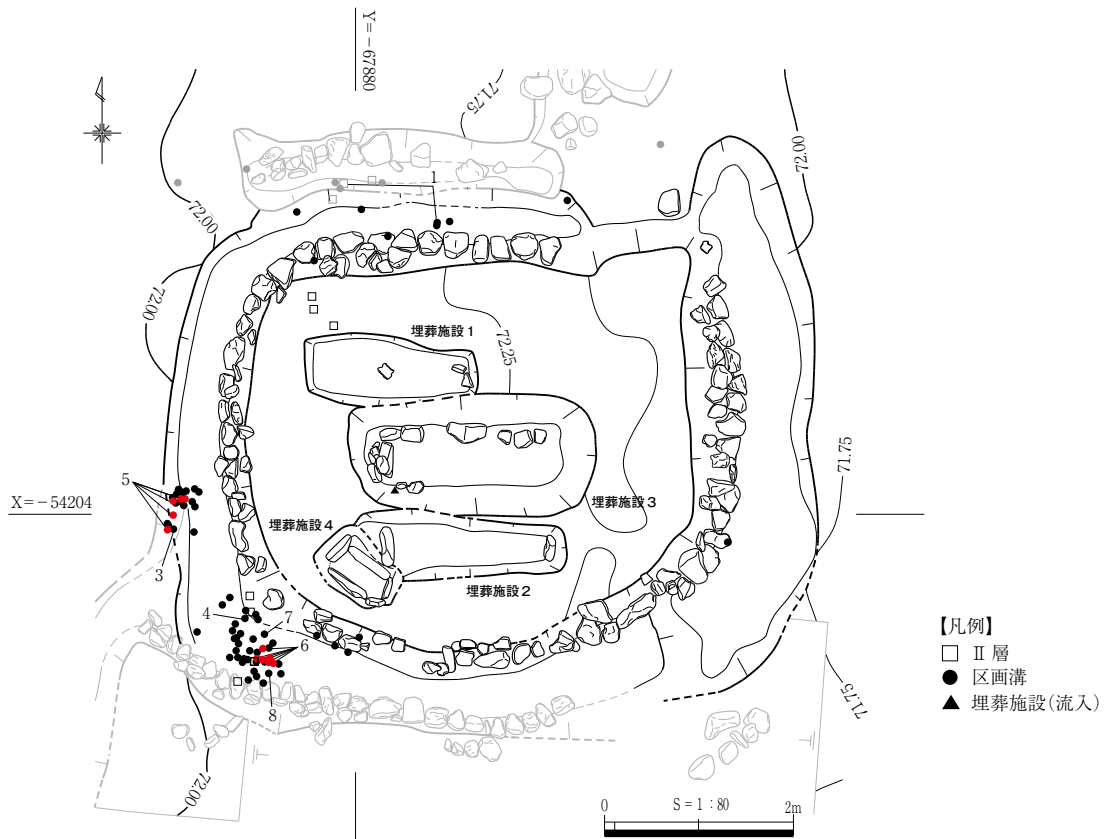 Y=-67880
71.75
1
72.00
72.00
72.00
埋葬施設1
72.25
5
X=-54204
埋葬施設3
71.75
埋葬施設4
3
埋葬施設2
4
7
6
8
【凡例】
□ Ⅱ層
● 区画溝
▲ 埋葬施設(流入)
71.75
72.00
0 S=1:80 2m